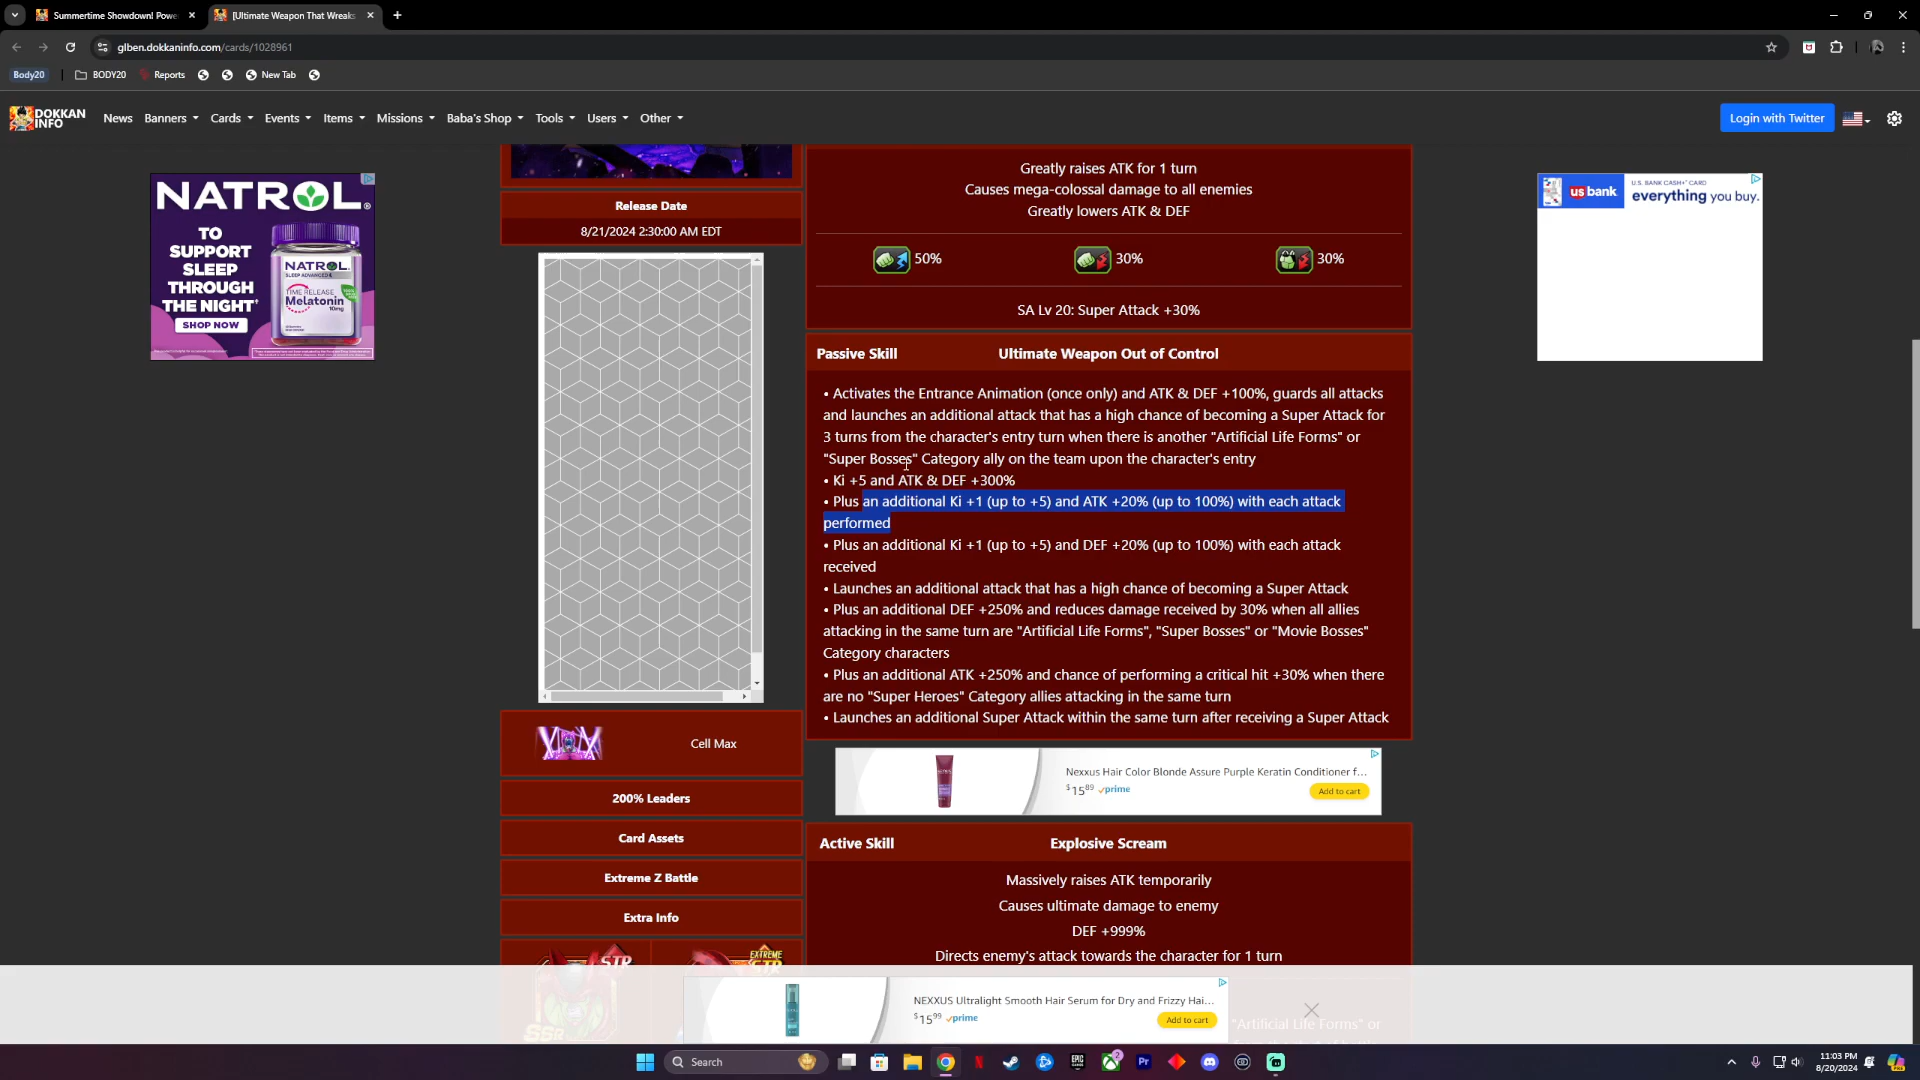 Summertime Showdown! Powe
[Ultimate Weapon That Wreaks
glben.dokkaninfo.com/cards/1028961
Body20
BODY20
Reports
New Tab
DOKKAN
INFO
News
Banners
Cards
Events
Items
Missions
Baba's Shop
Tools
Users
Other
Login with Twitter
NATROL
TO
SUPPORT
SLEEP
THROUGH
THE NIGHT
SHOP NOW
NATROL
Melatonin
10mg
Release Date
8/21/2024 2:30:00 AM EDT
Cell Max
200% Leaders
Card Assets
Extreme Z Battle
Extra Info
STR
SSR
EXTREME
STR
Greatly raises ATK for 1 turn
Causes mega-colossal damage to all enemies
Greatly lowers ATK & DEF
50%
30%
30%
SA Lv 20: Super Attack +30%
Passive Skill
Ultimate Weapon Out of Control
• Activates the Entrance Animation (once only) and ATK & DEF +100%, guards all attacks
and launches an additional attack that has a high chance of becoming a Super Attack for
3 turns from the character's entry turn when there is another "Artificial Life Forms" or
"Super Bosses" Category ally on the team upon the character's entry
• Ki +5 and ATK & DEF +300%
• Plus an additional Ki +1 (up to +5) and ATK +20% (up to 100%) with each attack
performed
• Plus an additional Ki +1 (up to +5) and DEF +20% (up to 100%) with each attack
received
• Launches an additional attack that has a high chance of becoming a Super Attack
• Plus an additional DEF +250% and reduces damage received by 30% when all allies
attacking in the same turn are "Artificial Life Forms", "Super Bosses" or "Movie Bosses"
Category characters
• Plus an additional ATK +250% and chance of performing a critical hit +30% when there
are no "Super Heroes" Category allies attacking in the same turn
• Launches an additional Super Attack within the same turn after receiving a Super Attack
Nexxus Hair Color Blonde Assure Purple Keratin Conditioner f...
$15⁸⁹ prime
Add to cart
Active Skill
Explosive Scream
Massively raises ATK temporarily
Causes ultimate damage to enemy
DEF +999%
Directs enemy's attack towards the character for 1 turn
"Artificial Life Forms" or
us bank
U.S. BANK CASH+ CARD
everything you buy.
NEXXUS Ultralight Smooth Hair Serum for Dry and Frizzy Hai...
$15⁹⁹ prime
Add to cart
Search
11:03 PM
8/20/2024